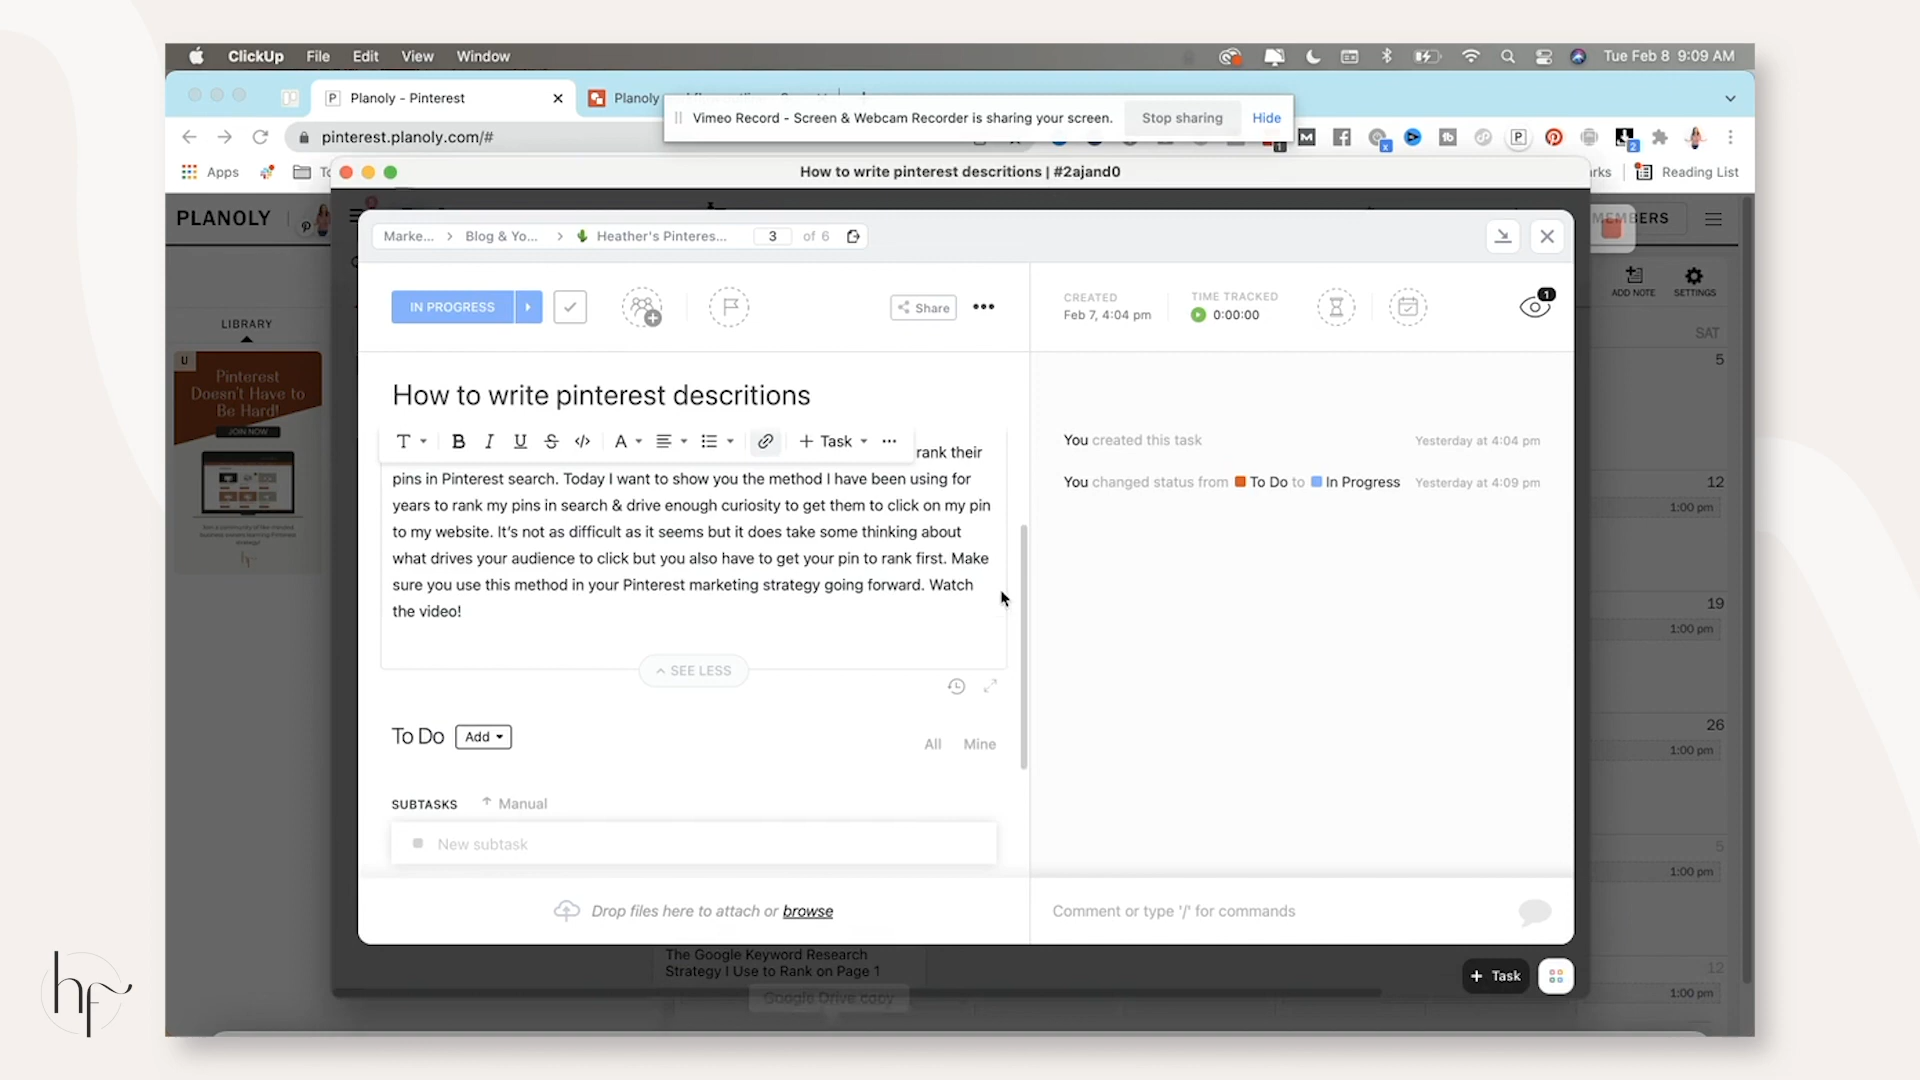 ClickUp File Edit View Window Tue Feb 8 9:09 AM
Planoly - Pinterest Planoly
Vimeo Record - Screen & Webcam Recorder is sharing your screen. Stop sharing Hide
pinterest.planoly.com/#
Apps Reading List
How to write pinterest descritions | #2ajand0
PLANOLY MEMBERS
Marke... > Blog & Yo... > Heather's Pinteres... 3 of 6
ADD NOTE SETTINGS
IN PROGRESS Share
CREATED
Feb 7, 4:04 pm
TIME TRACKED
0:00:00
1
LIBRARY
SAT
Pinterest
Doesn't Have to
Be Hard!
JOIN NOW
How to write pinterest descritions
T B I U S </> A + Task
rank their
pins in Pinterest search. Today I want to show you the method I have been using for
years to rank my pins in search & drive enough curiosity to get them to click on my pin
to my website. It's not as difficult as it seems but it does take some thinking about
what drives your audience to click but you also have to get your pin to rank first. Make
sure you use this method in your Pinterest marketing strategy going forward. Watch
the video!
SEE LESS
To Do Add All Mine
SUBTASKS Manual
New subtask
Drop files here to attach or browse
You created this task Yesterday at 4:04 pm
You changed status from To Do to In Progress Yesterday at 4:09 pm
Comment or type '/' for commands
5
12
1:00 pm
19
1:00 pm
26
1:00 pm
5
1:00 pm
12
1:00 pm
The Google Keyword Research
Strategy I Use to Rank on Page 1
Google Drive copy
+ Task
hf